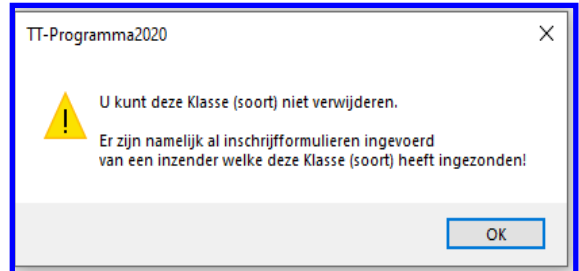 TT-Programma2020
U kunt deze Klasse (soort) niet verwijderen.
Er zijn namelijk al inschrijfformulieren ingevoerd
van een inzender welke deze Klasse (soort) heeft ingezonden!
OK